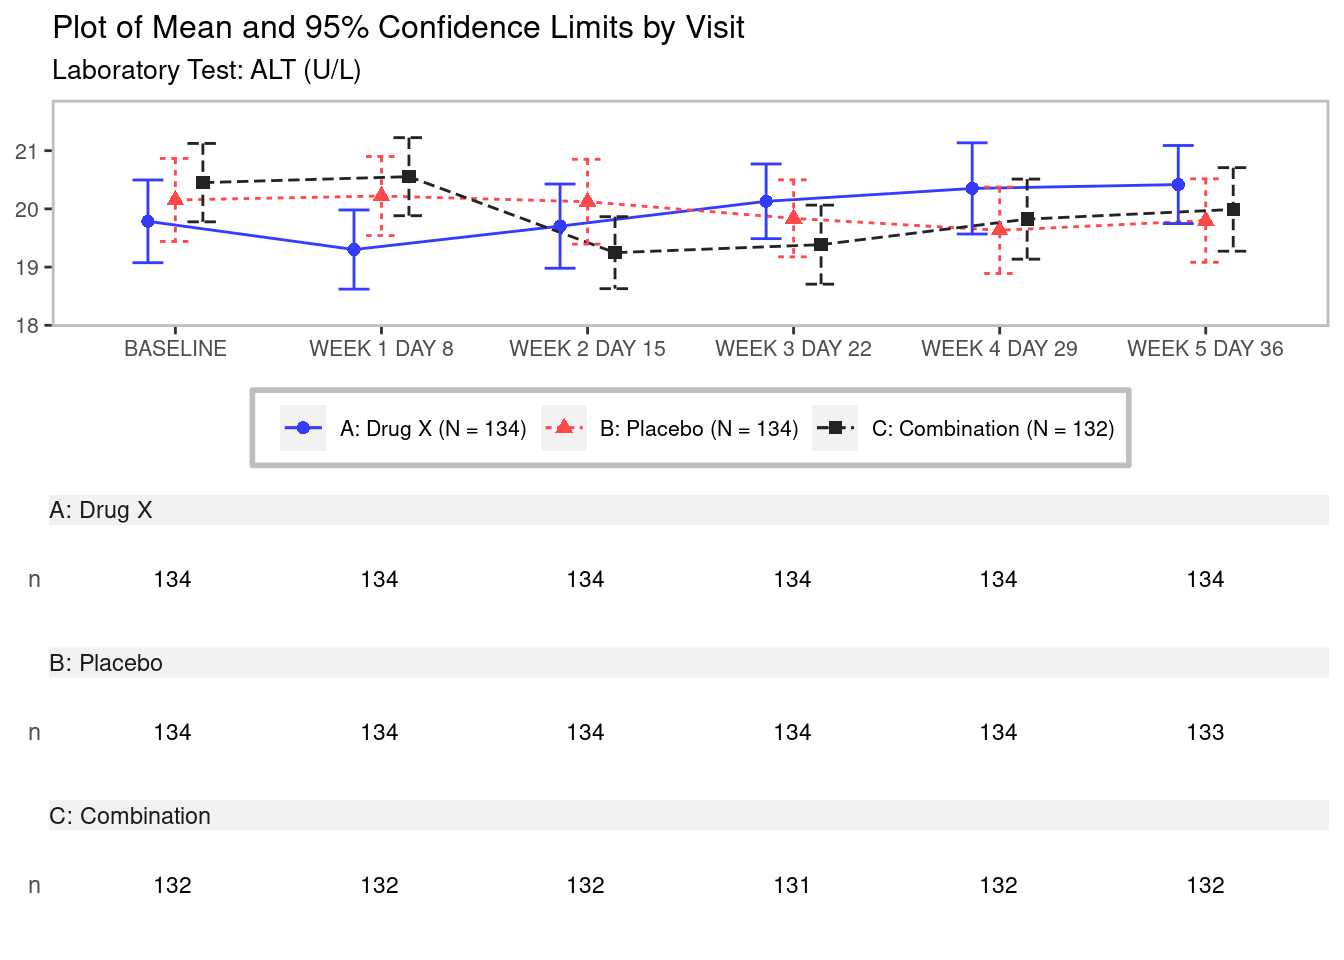 Plot of Mean and 95% Confidence Limits by Visit
Laboratory Test: ALT (U/L)
21
20
19
18
BASELINE WEEK 1 DAY 8 WEEK 2 DAY 15 WEEK 3 DAY 22 WEEK 4 DAY 29 WEEK 5 DAY 36
A: Drug X (N = 134) B: Placebo (N = 134) C: Combination (N = 132)
A: Drug X
n 134 134 134 134 134 134
B: Placebo
n 134 134 134 134 134 133
C: Combination
n 132 132 132 131 132 132